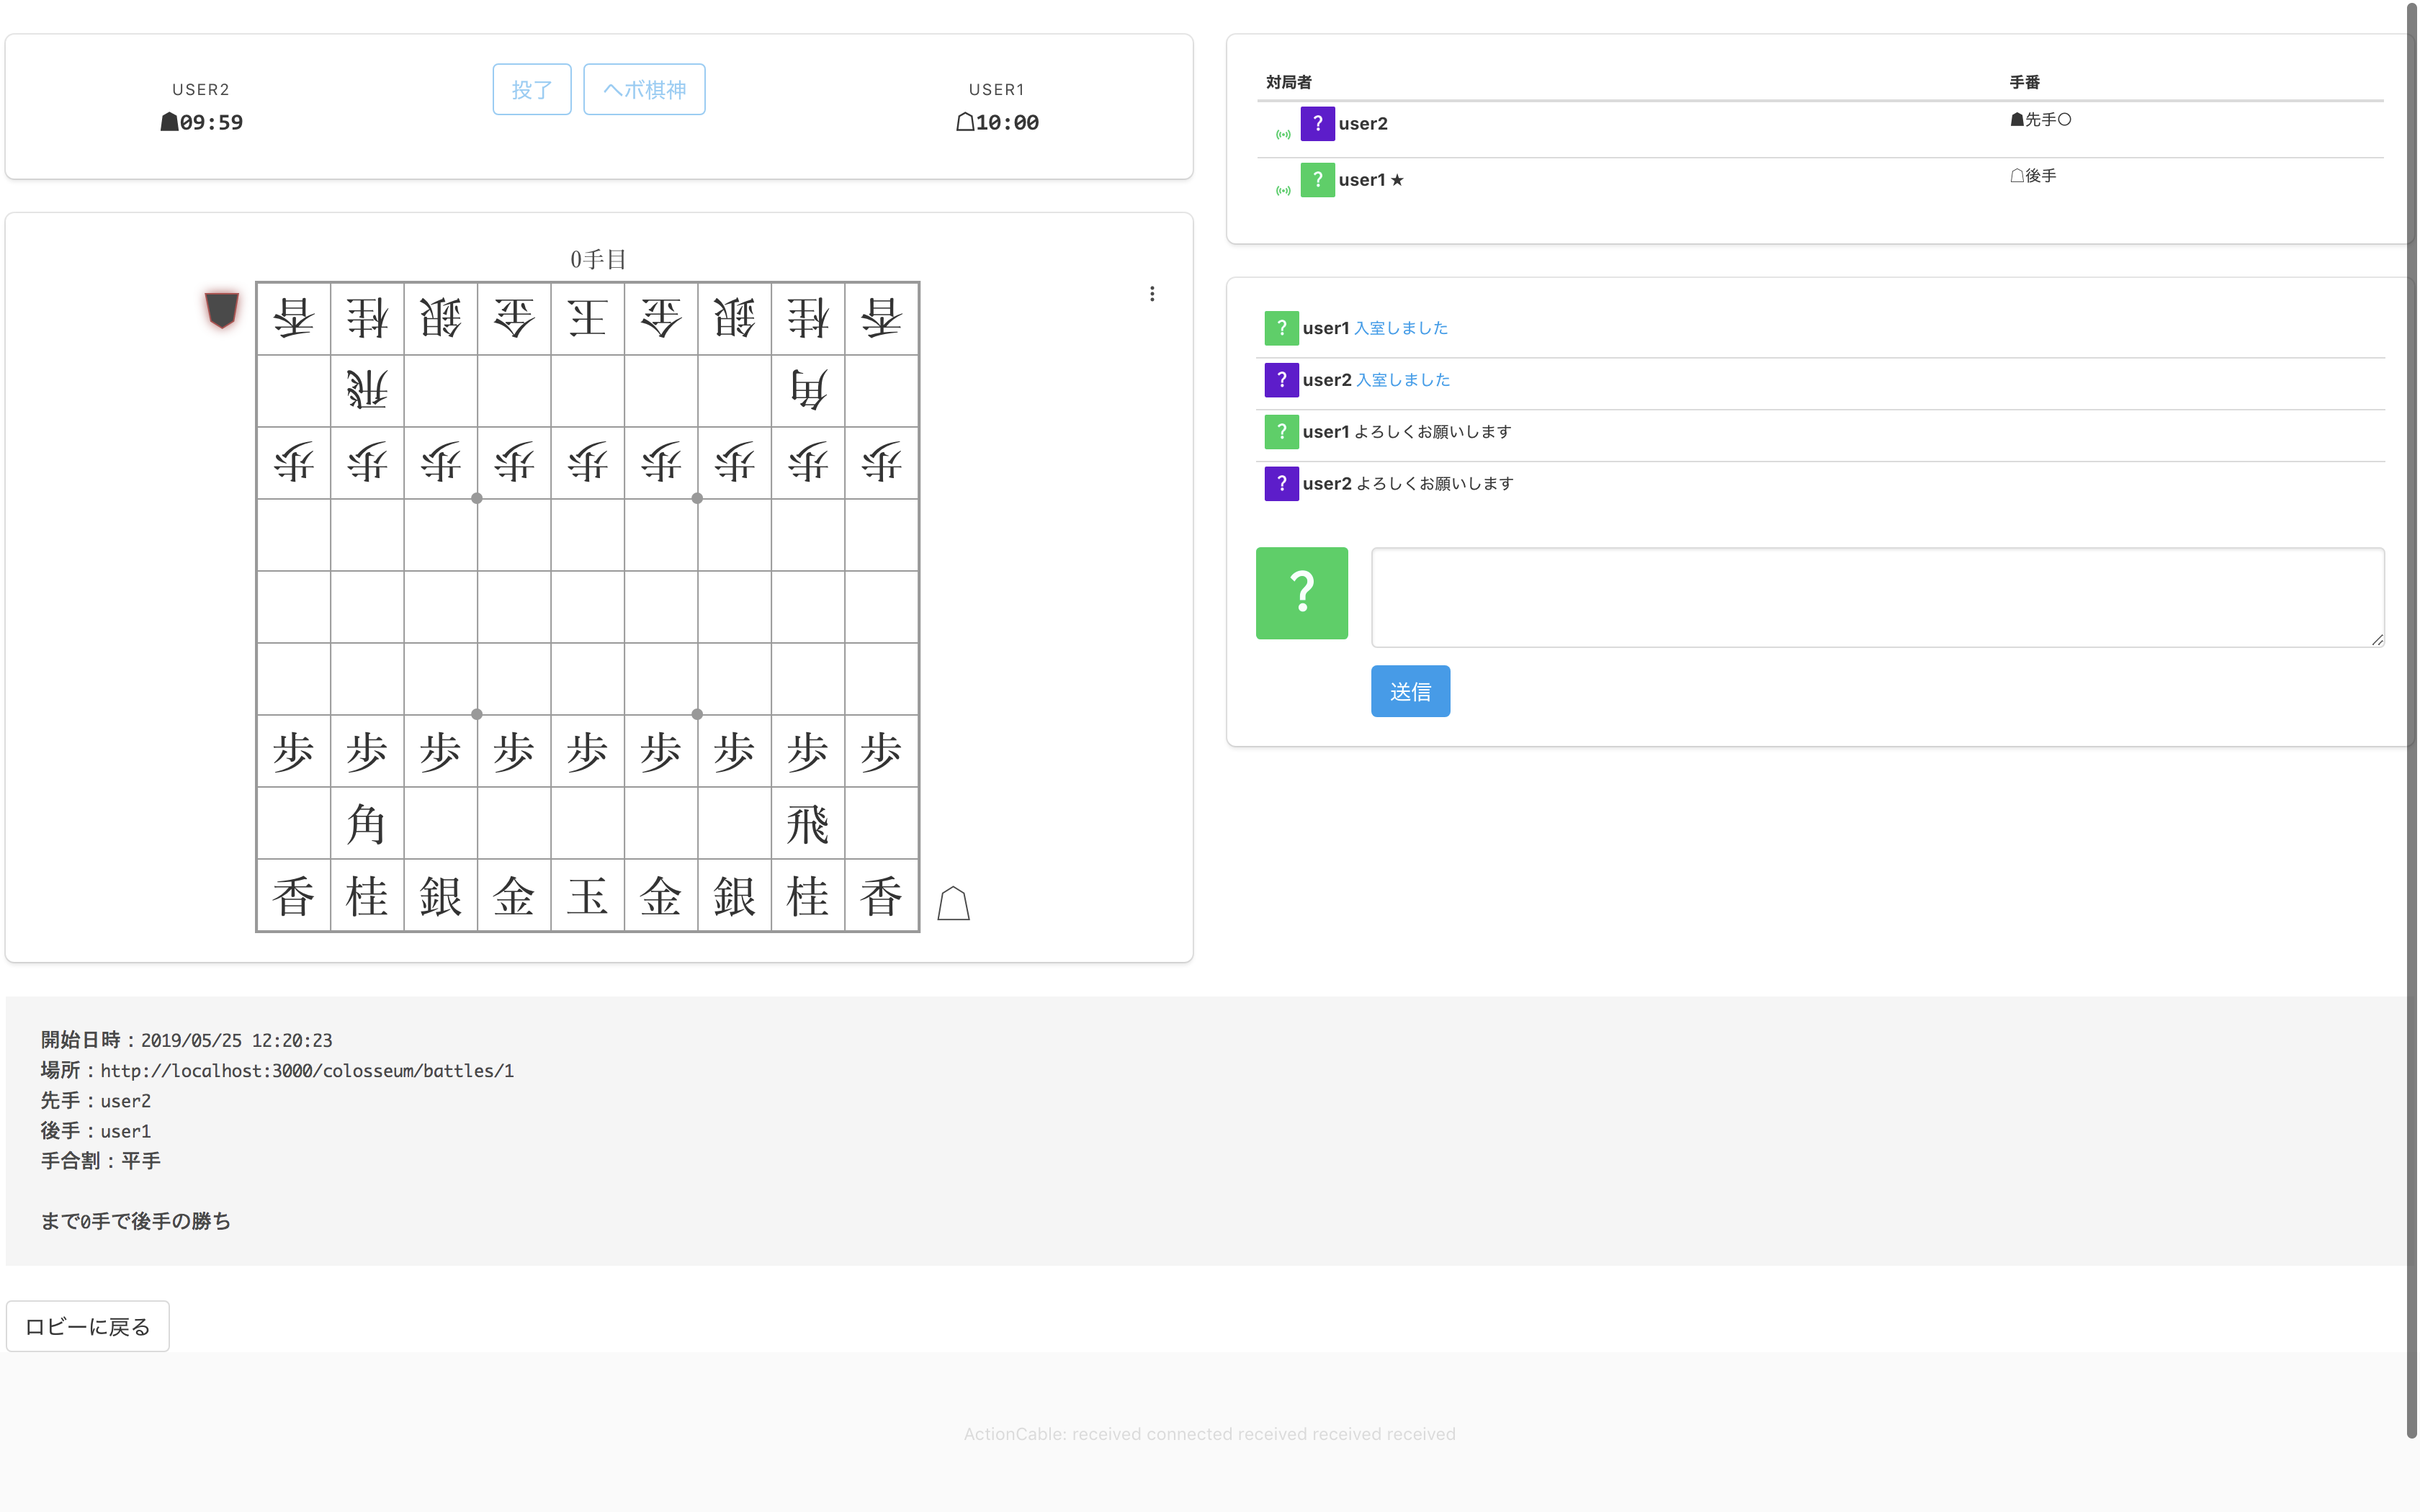 USER2
☗09:59
投了
ヘボ棋神
USER1
☖10:00
0手目
香桂銀金王金銀桂香
飛角
歩歩歩歩歩歩歩歩歩
歩歩歩歩歩歩歩歩歩
角飛
香桂銀金玉金銀桂香
対局者 手番
? user2 ☗先手○
? user1 ★ ☖後手
? user1 入室しました
? user2 入室しました
? user1 よろしくお願いします
? user2 よろしくお願いします
?
送信
開始日時：2019/05/25 12:20:23
場所：http://localhost:3000/colosseum/battles/1
先手：user2
後手：user1
手合割：平手
まで0手で後手の勝ち
ロビーに戻る
ActionCable: received connected received received received